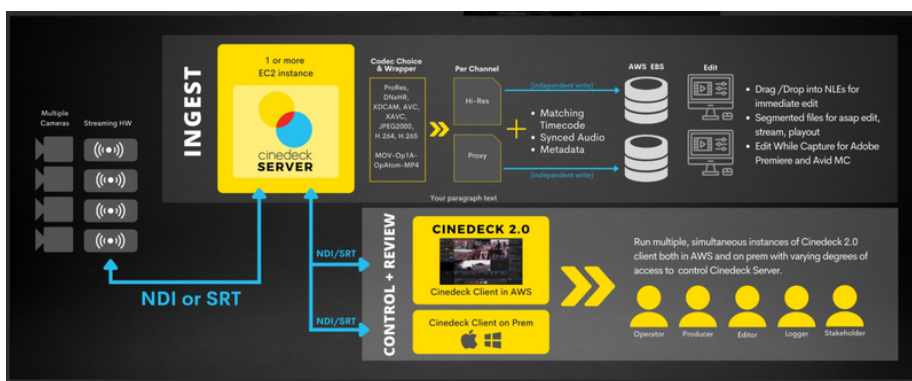 Multiple
Cameras
Streaming HW
INGEST
1 or more
EC2 instance
cinedeck
SERVER
Codec Choice
& Wrapper
ProRes,
DNxHR,
XDCAM, AVC,
XAVC,
JPEG2000,
H.264, H.265
MOV-Op1A-
OpAtom-MP4
Per Channel
Hi-Res
Proxy
(independent write)
Matching
Timecode
Synced Audio
Metadata
(independent write)
AWS EBS
Edit
Drag /Drop into NLEs for
immediate edit
Segmented files for asap edit,
stream, playout
Edit While Capture for Adobe
Premiere and Avid MC
Your paragraph text
NDI or SRT
NDI/SRT
NDI/SRT
CONTROL + REVIEW
CINEDECK 2.0
Cinedeck Client in AWS
Cinedeck Client on Prem
Run multiple, simultaneous instances of Cinedeck 2.0
client both in AWS and on prem with varying degrees of
access to control Cinedeck Server.
Operator
Producer
Editor
Logger
Stakeholder